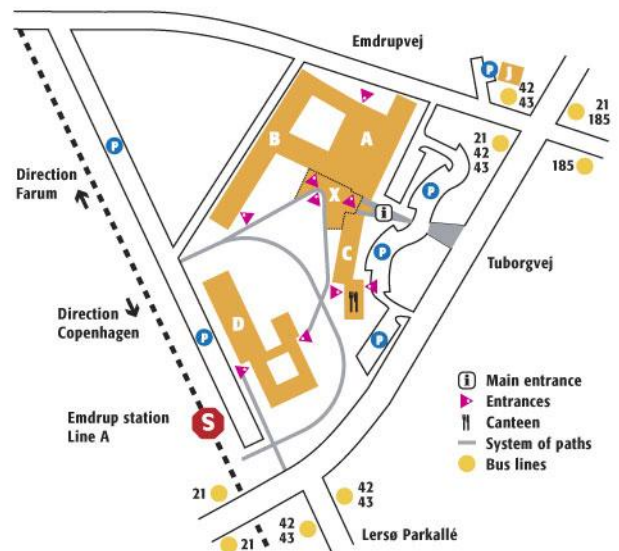 Emdrupvej
P
J
42
43
21
185
A
B
21
42
43
185
P
Direction
Farum
X
P
i
C
P
Tuborgvej
Direction
Copenhagen
D
P
P
i Main entrance
Entrances
Canteen
System of paths
Bus lines
Emdrup station
Line A
S
21
42
43
42
43
21
Lersø Parkallé